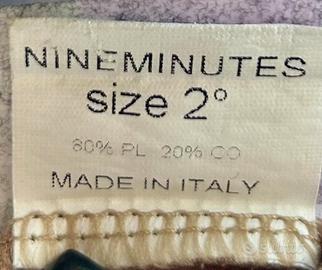 NINEMINUTES
size 2°
80% PL 20% CO
MADE IN ITALY